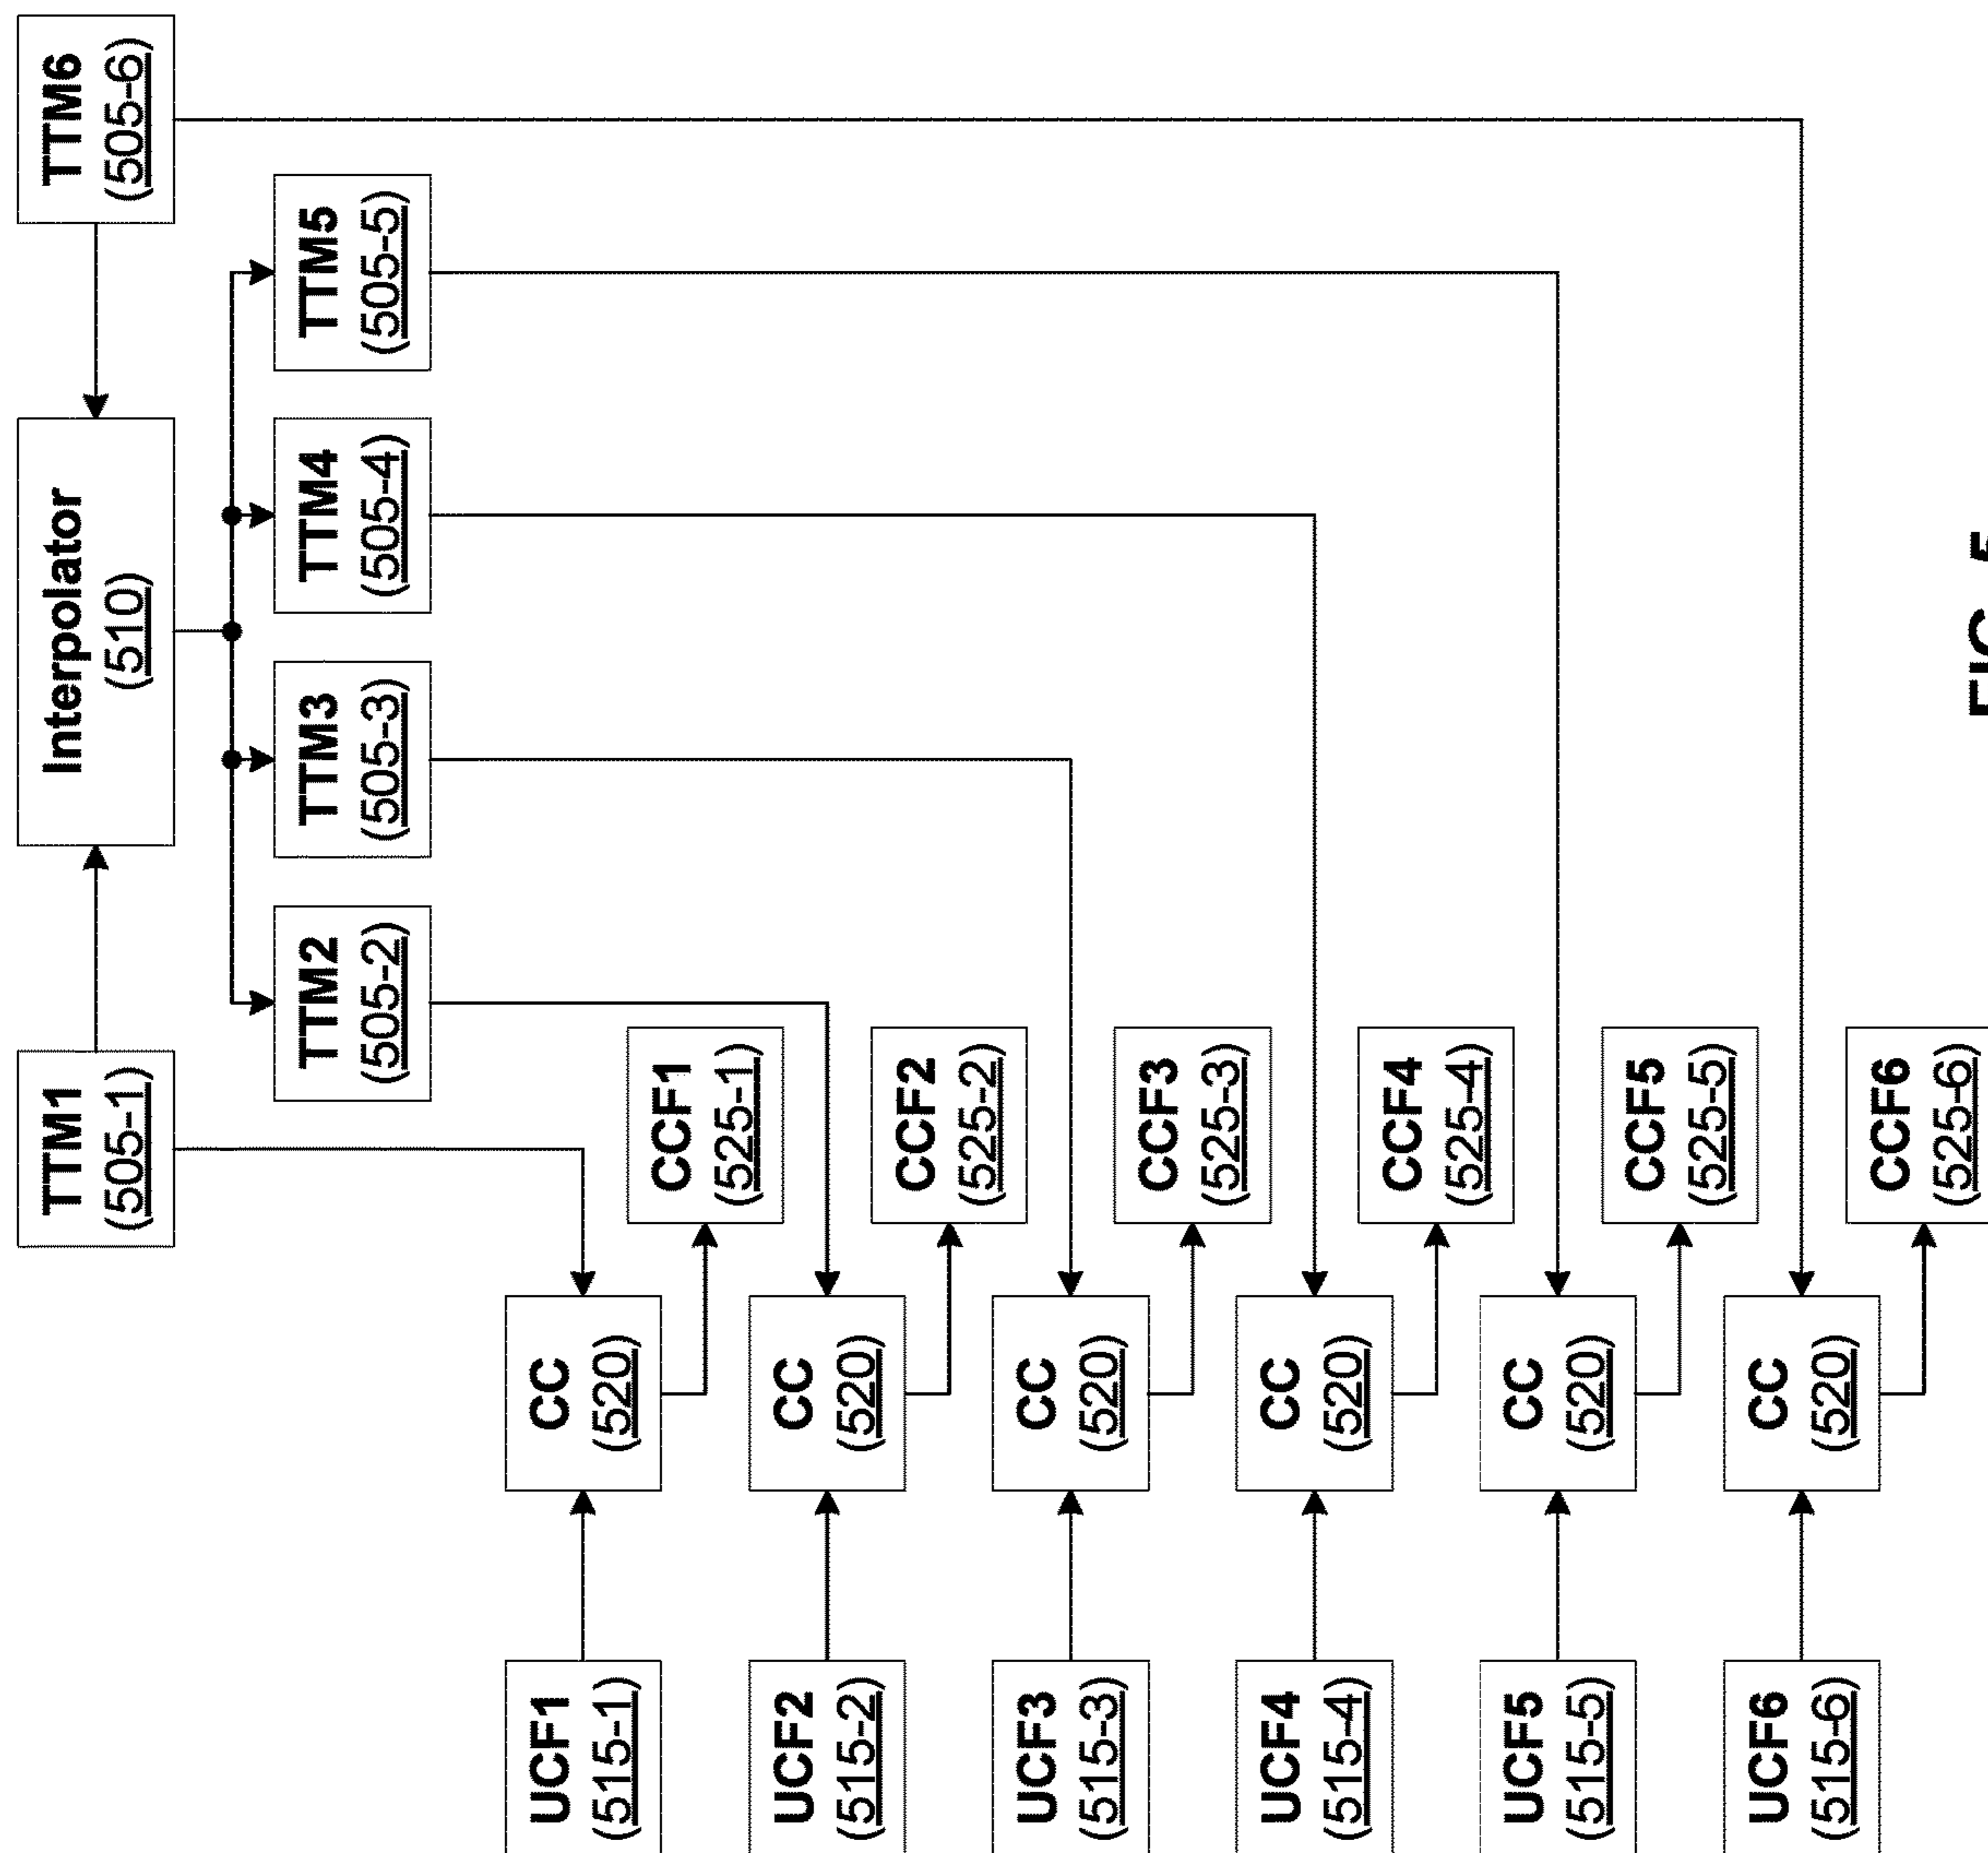 TTM1
(505-1)
Interpolator
(510)
TTM6
(505-6)
TTM2
(505-2)
TTM3
(505-3)
TTM4
(505-4)
TTM5
(505-5)
UCF1
(515-1)
CC
(520)
CCF1
(525-1)
UCF2
(515-2)
CC
(520)
CCF2
(525-2)
UCF3
(515-3)
CC
(520)
CCF3
(525-3)
UCF4
(515-4)
CC
(520)
CCF4
(525-4)
UCF5
(515-5)
CC
(520)
CCF5
(525-5)
UCF6
(515-6)
CC
(520)
CCF6
(525-6)